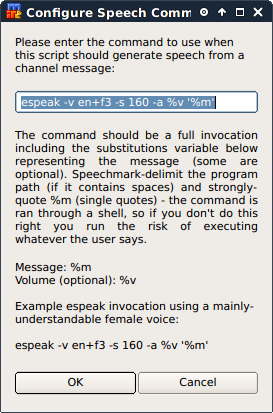 Configure Speech Comm
Please enter the command to use when
this script should generate speech from a
channel message:
espeak -v en+f3 -s 160 -a %v '%m'
The command should be a full invocation
including the substitutions variable below
representing the message (some are
optional). Speechmark-delimit the program
path (if it contains spaces) and strongly-
quote %m (single quotes) - the command is
ran through a shell, so if you don't do this
right you run the risk of executing
whatever the user says.
Message: %m
Volume (optional): %v
Example espeak invocation using a mainly-
understandable female voice:
espeak -v en+f3 -s 160 -a %v '%m'
OK
Cancel